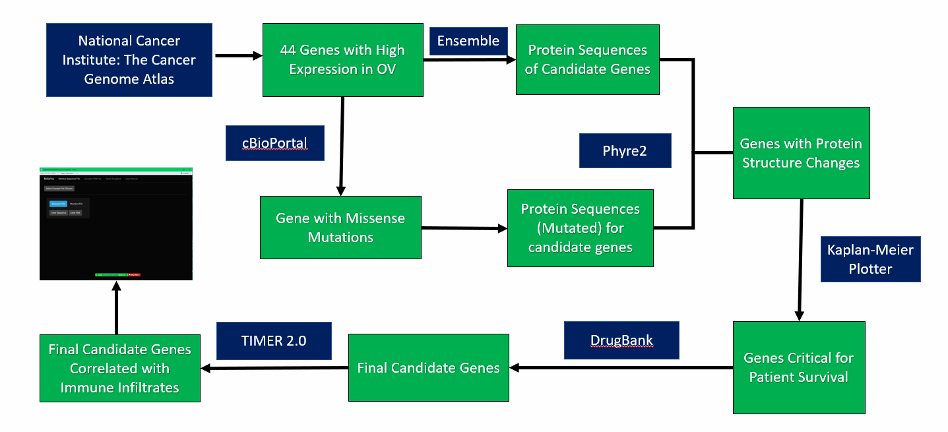 National Cancer
Institute: The Cancer
Genome Atlas
44 Genes with High
Expression in OV
Ensemble
Protein Sequences
of Candidate Genes
cBioPortal
Phyre2
Genes with Protein
Structure Changes
Gene with Missense
Mutations
Protein Sequences
(Mutated) for
candidate genes
Kaplan-Meier
Plotter
TIMER 2.0
DrugBank
Final Candidate Genes
Correlated with
Immune Infiltrates
Final Candidate Genes
Genes Critical for
Patient Survival